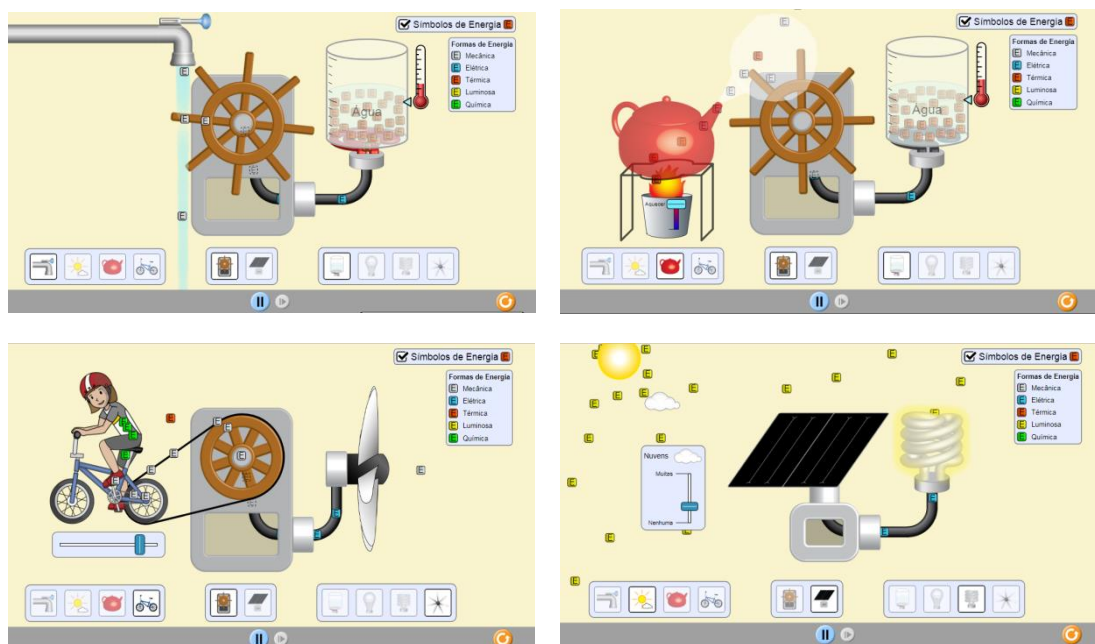 Símbolos de Energia E
Formas de Energia
E Mecânica
E Elétrica
E Térmica
E Luminosa
E Química
Água
Símbolos de Energia E
Formas de Energia
E Mecânica
E Elétrica
E Térmica
E Luminosa
E Química
Água
Aquecer
Símbolos de Energia E
Formas de Energia
E Mecânica
E Elétrica
E Térmica
E Luminosa
E Química
Símbolos de Energia E
Formas de Energia
E Mecânica
E Elétrica
E Térmica
E Luminosa
E Química
Nuvens
Muitas
Nenhuma